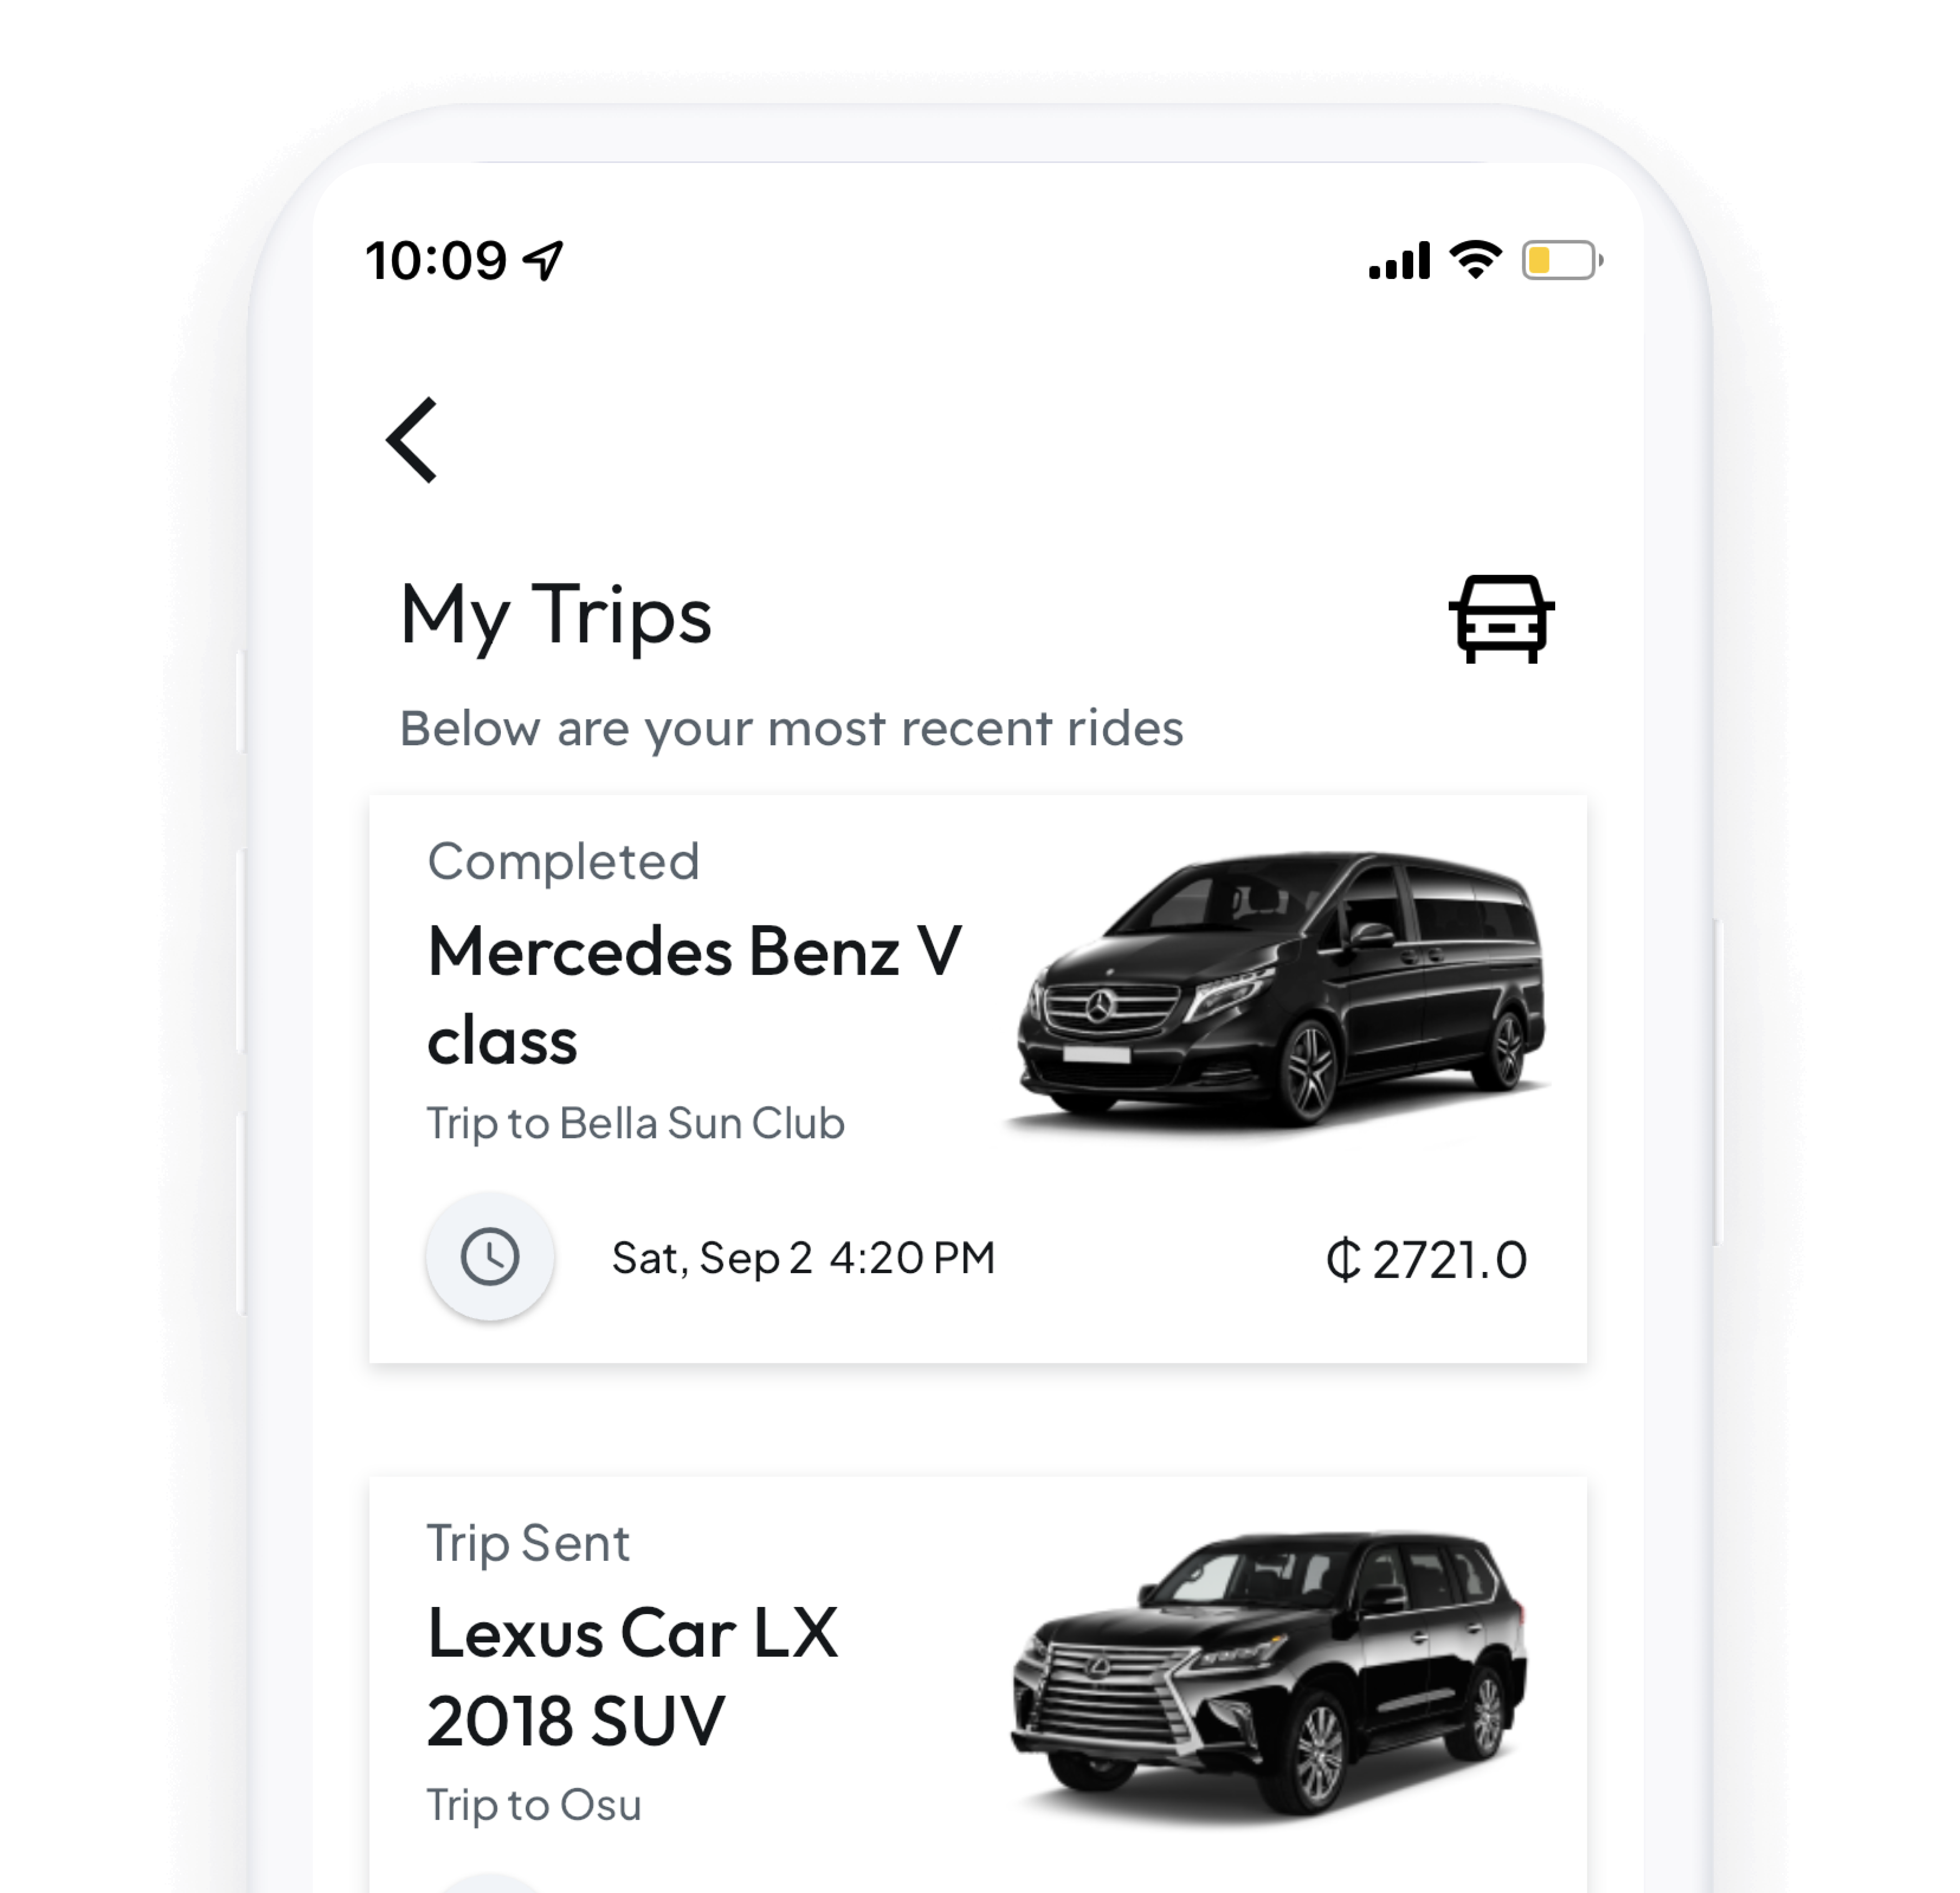 10:09
My Trips
Below are your most recent rides
Completed
Mercedes Benz V
class
Trip to Bella Sun Club
Sat, Sep 2 4:20 PM
₵ 2721.0
Trip Sent
Lexus Car LX
2018 SUV
Trip to Osu